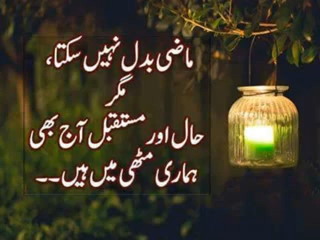 ماضی بدل نہیں سکتا،
مگر
حال اور مستقبل آج بھی
ہماری مٹھی میں ہیں۔۔